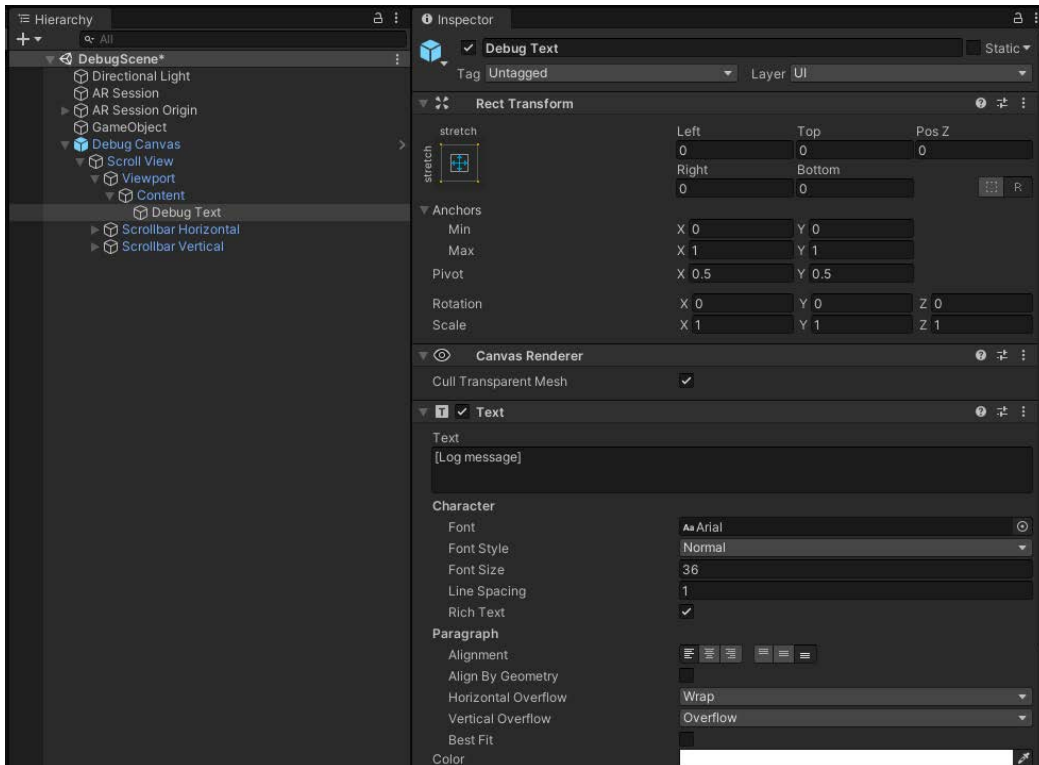 Hierarchy
All
DebugScene*
Directional Light
AR Session
AR Session Origin
GameObject
Debug Canvas
Scroll View
Viewport
Content
Debug Text
Scrollbar Horizontal
Scrollbar Vertical
Inspector
Debug Text
Static
Tag Untagged Layer UI
Rect Transform
stretch
stretch
Left Top Pos Z
0 0 0
Right Bottom
0 0
R
Anchors
Min X 0 Y 0
Max X 1 Y 1
Pivot X 0.5 Y 0.5
Rotation X 0 Y 0 Z 0
Scale X 1 Y 1 Z 1
Canvas Renderer
Cull Transparent Mesh
T Text
Text
[Log message]
Character
Font Aa Arial
Font Style Normal
Font Size 36
Line Spacing 1
Rich Text
Paragraph
Alignment
Align By Geometry
Horizontal Overflow Wrap
Vertical Overflow Overflow
Best Fit
Color